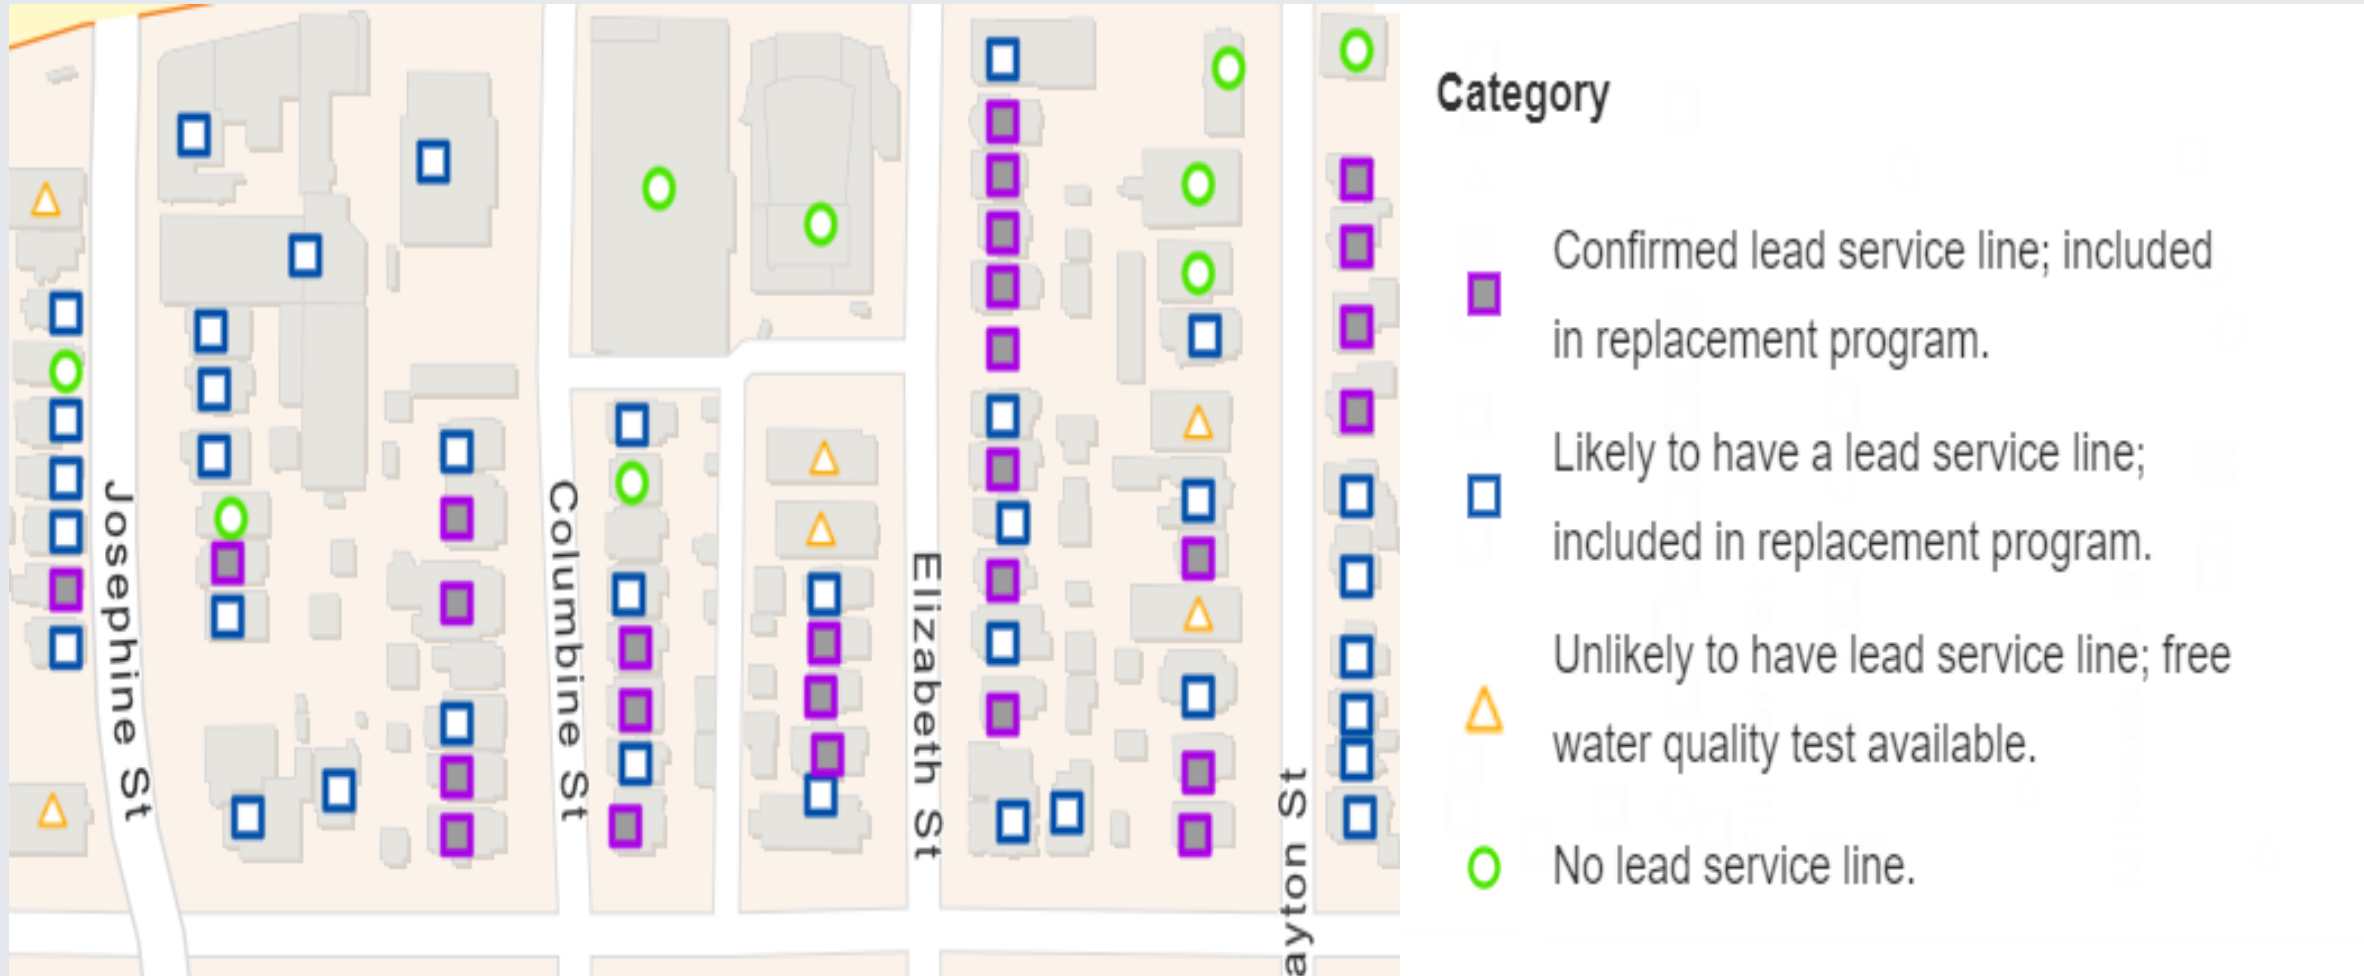 Josephine St
Columbine St
Elizabeth St
ayton St
Category
Confirmed lead service line; included
in replacement program.
Likely to have a lead service line;
included in replacement program.
Unlikely to have lead service line; free
water quality test available.
No lead service line.